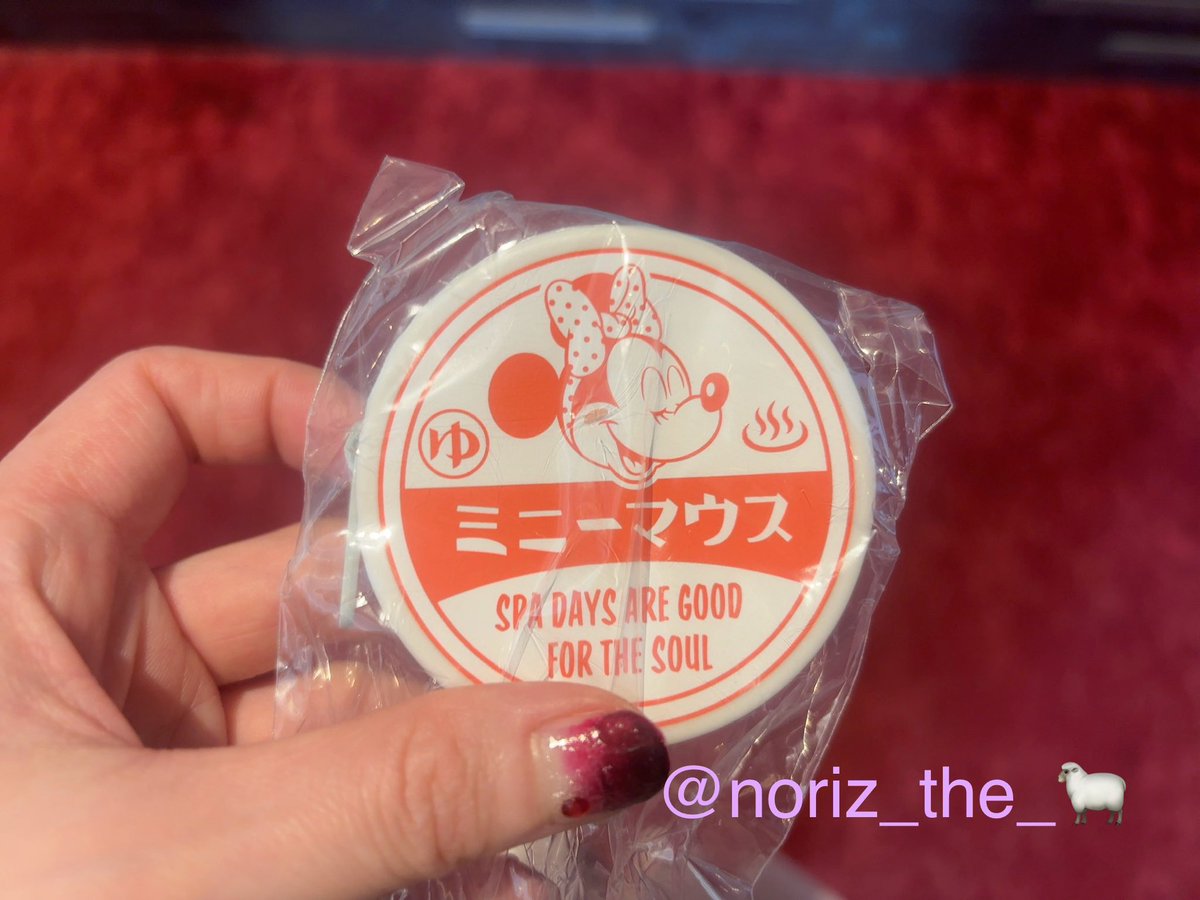 ゆ
ミニーマウス
SPA DAYS ARE GOOD
FOR THE SOUL
@noriz_the_🐑